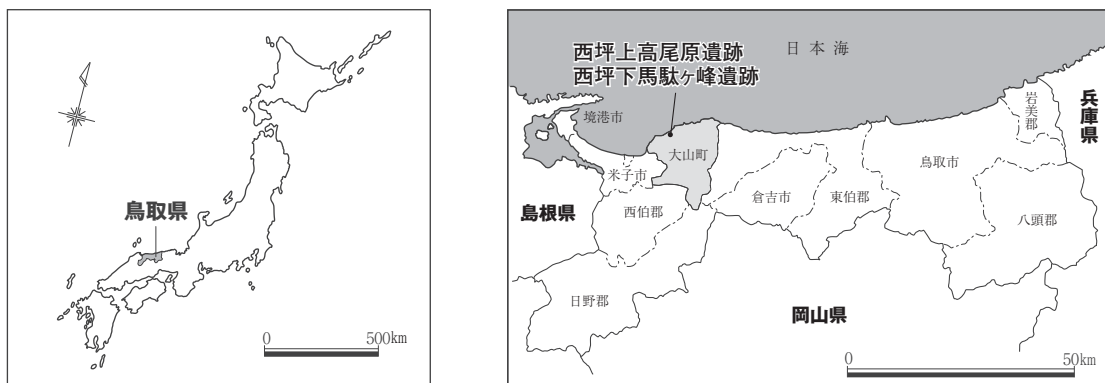 鳥取県
0
500km
西坪上高尾原遺跡
西坪下馬駄ヶ峰遺跡
日本海
境港市
大山町
米子市
西伯郡
島根県
日野郡
倉吉市
東伯郡
鳥取市
岩美郡
八頭郡
兵庫県
岡山県
0
50km